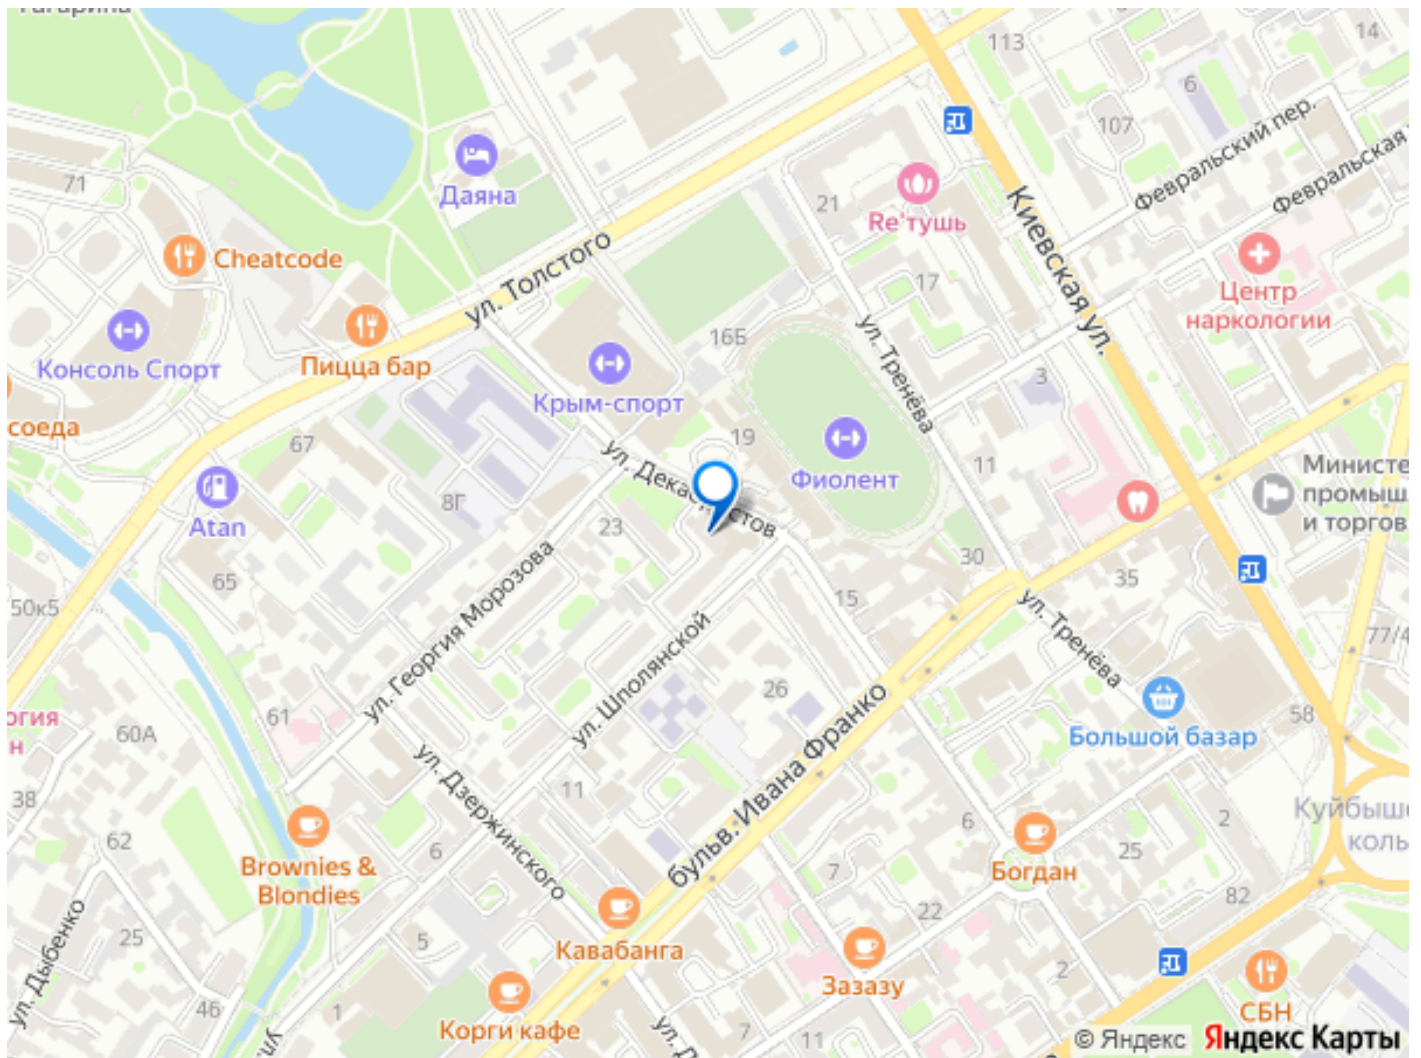 113
14
6
107
Февральский пер.
Февральская
71
Даяна
21
Re'тушь
Киевская ул.
Cheatcode
ул. Толстого
17
Центр
наркологии
Консоль Спорт
Пицца бар
16Б
ул. Тренёва
3
соеда
Крым-спорт
67
19
ул. Декабристов
Фиолент
11
Министе
промыш
и торгов
Atan
8Г
23
30
35
65
50к5
ул. Георгия Морозова
15
ул. Тренёва
77/4
ул. Шполянской
26
61
огия
н
60А
58
Большой базар
бульв. Ивана Франко
ул. Дзержинского
11
38
62
6
6
2
Куйбыше
коль
Brownies &
Blondies
Богдан
25
7
82
ул. Дыбенко
25
5
22
Кавабанга
Зазазу
2
46
1
Корги кафе
7
11
СБН
ул. Д
ул.
© Яндекс Яндекс Карты